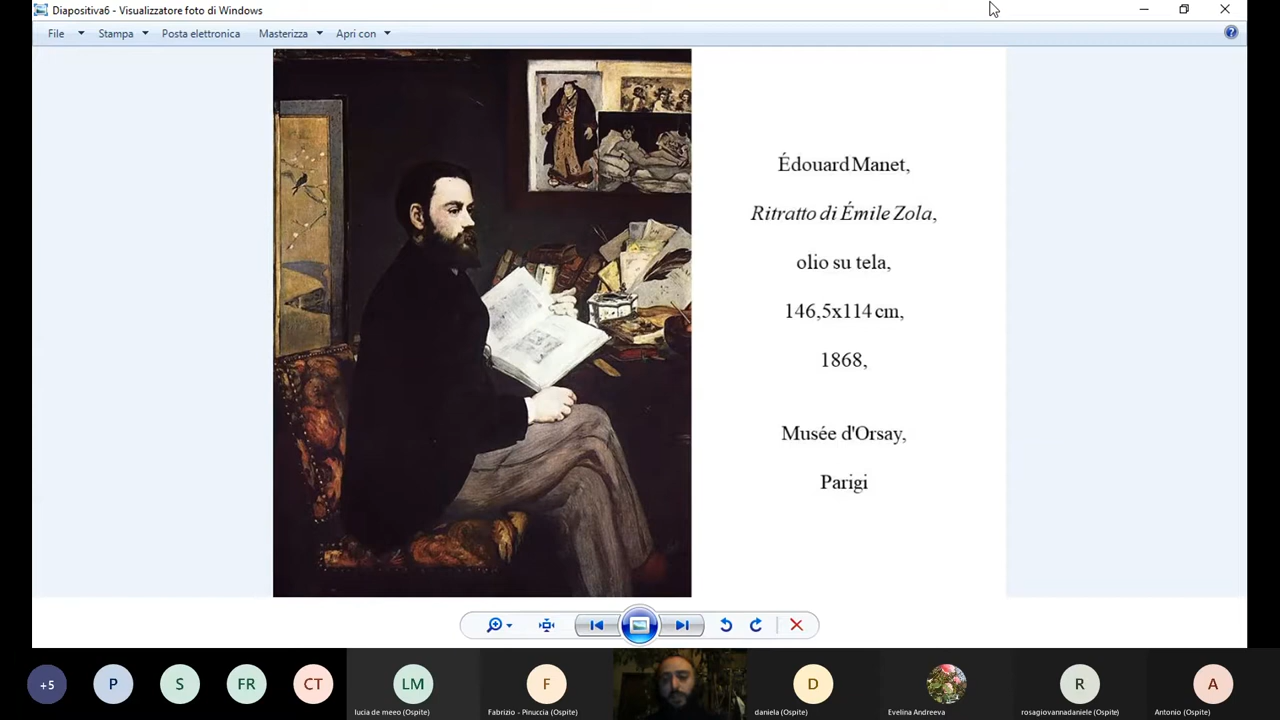 Diapositiva6 - Visualizzatore foto di Windows
File Stampa Posta elettronica Masterizza Apri con
Édouard Manet,
Ritratto di Émile Zola,
olio su tela,
146,5x114 cm,
1868,
Musée d'Orsay,
Parigi
+5 P S FR CT LM F D R A
lucia de meeo (Ospite) Fabrizio - Pinuccia (Ospite) daniela (Ospite) Evelina Andreeva rosagiovannadaniele (Ospite) Antonio (Ospite)